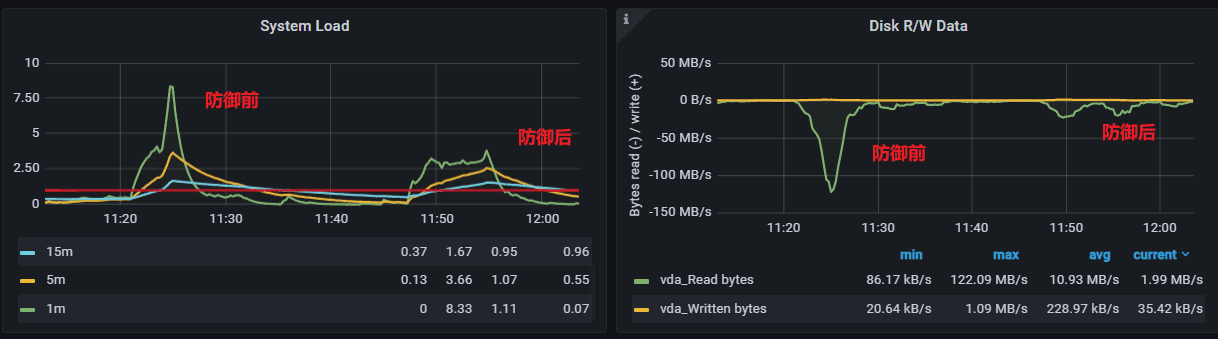 System Load
10
7.50
5
2.50
0
防御前
防御后
11:20 11:30 11:40 11:50 12:00
15m 0.37 1.67 0.95 0.96
5m 0.13 3.66 1.07 0.55
1m 0 8.33 1.11 0.07
i
Disk R/W Data
Bytes read (-) / write (+)
50 MB/s
0 B/s
-50 MB/s
-100 MB/s
-150 MB/s
防御前
防御后
11:20 11:30 11:40 11:50 12:00
min max avg current
vda_Read bytes 86.17 kB/s 122.09 MB/s 10.93 MB/s 1.99 MB/s
vda_Written bytes 20.64 kB/s 1.09 MB/s 228.97 kB/s 35.42 kB/s